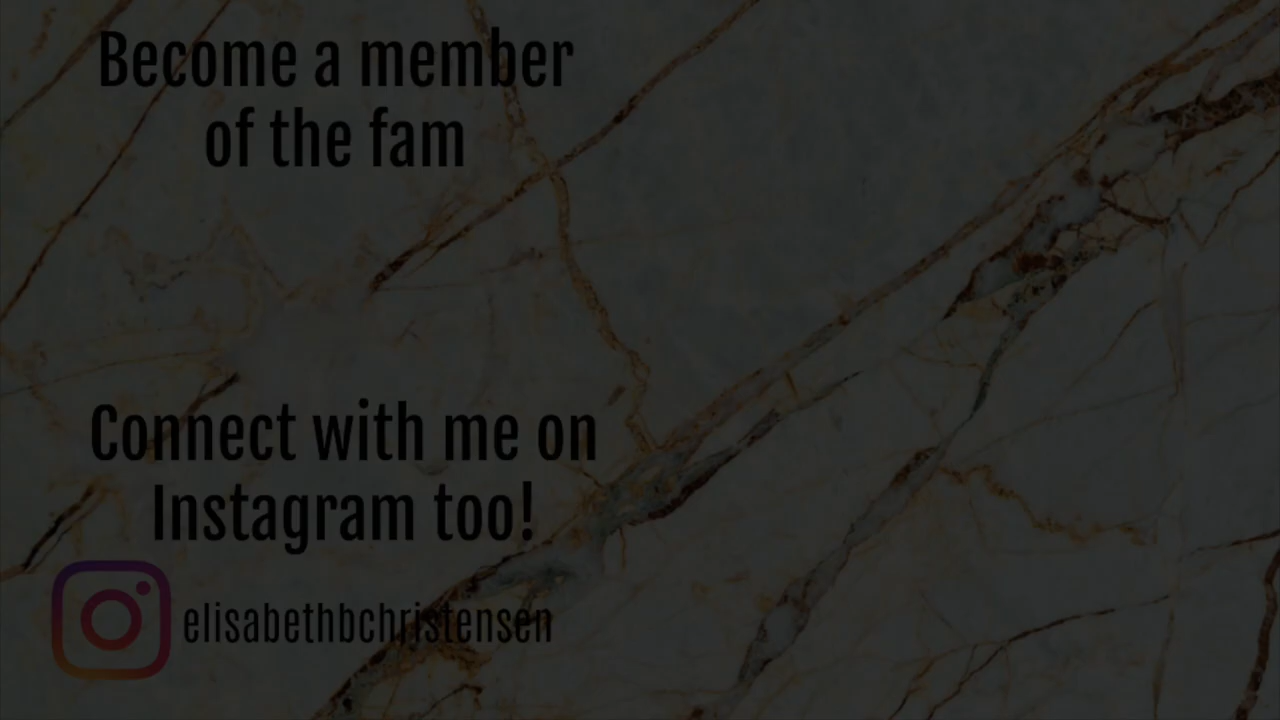 Become a member
of the fam
Connect with me on
Instagram too!
elisabethbchristensen